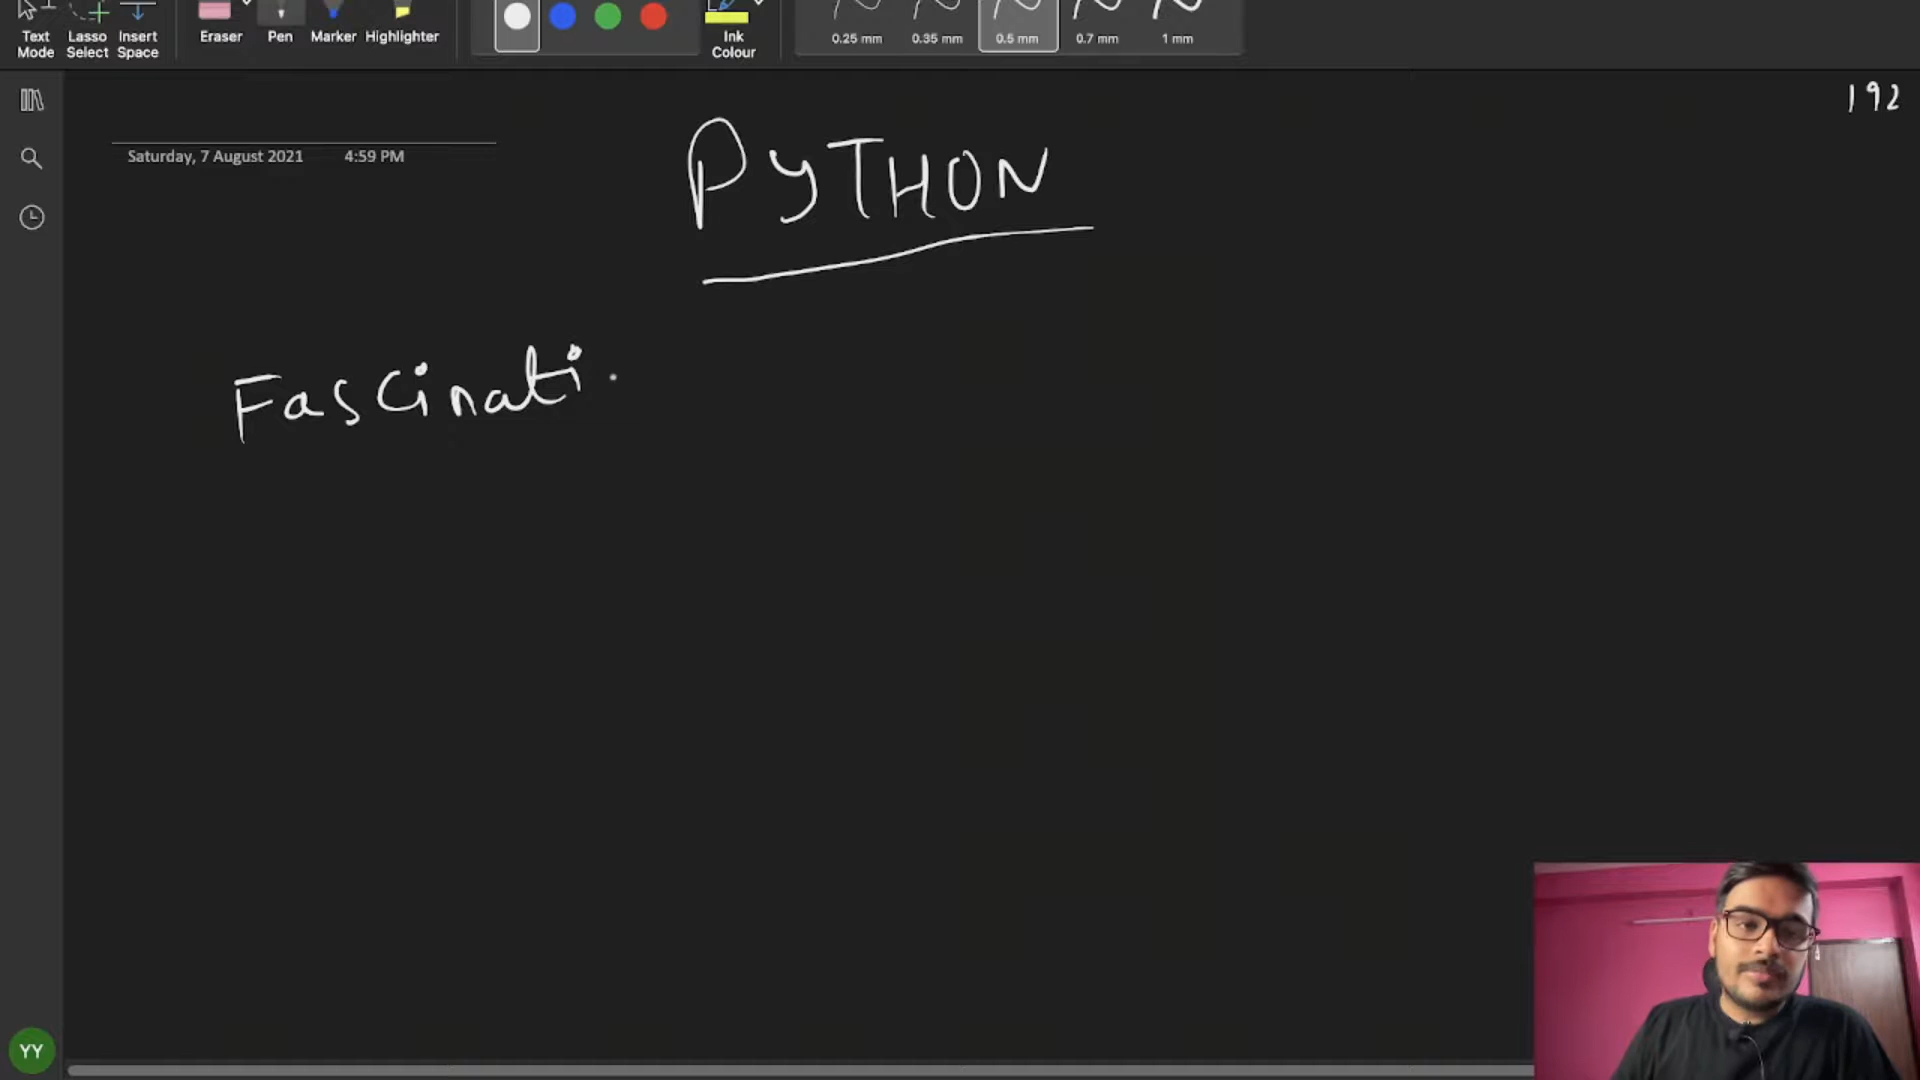 Text Mode
Lasso Select
Insert Space
Eraser
Pen
Marker
Highlighter
Ink Colour
0.25 mm
0.35 mm
0.5 mm
0.7 mm
1 mm
192
Saturday, 7 August 2021 4:59 PM
PYTHON
Fascinati
YY